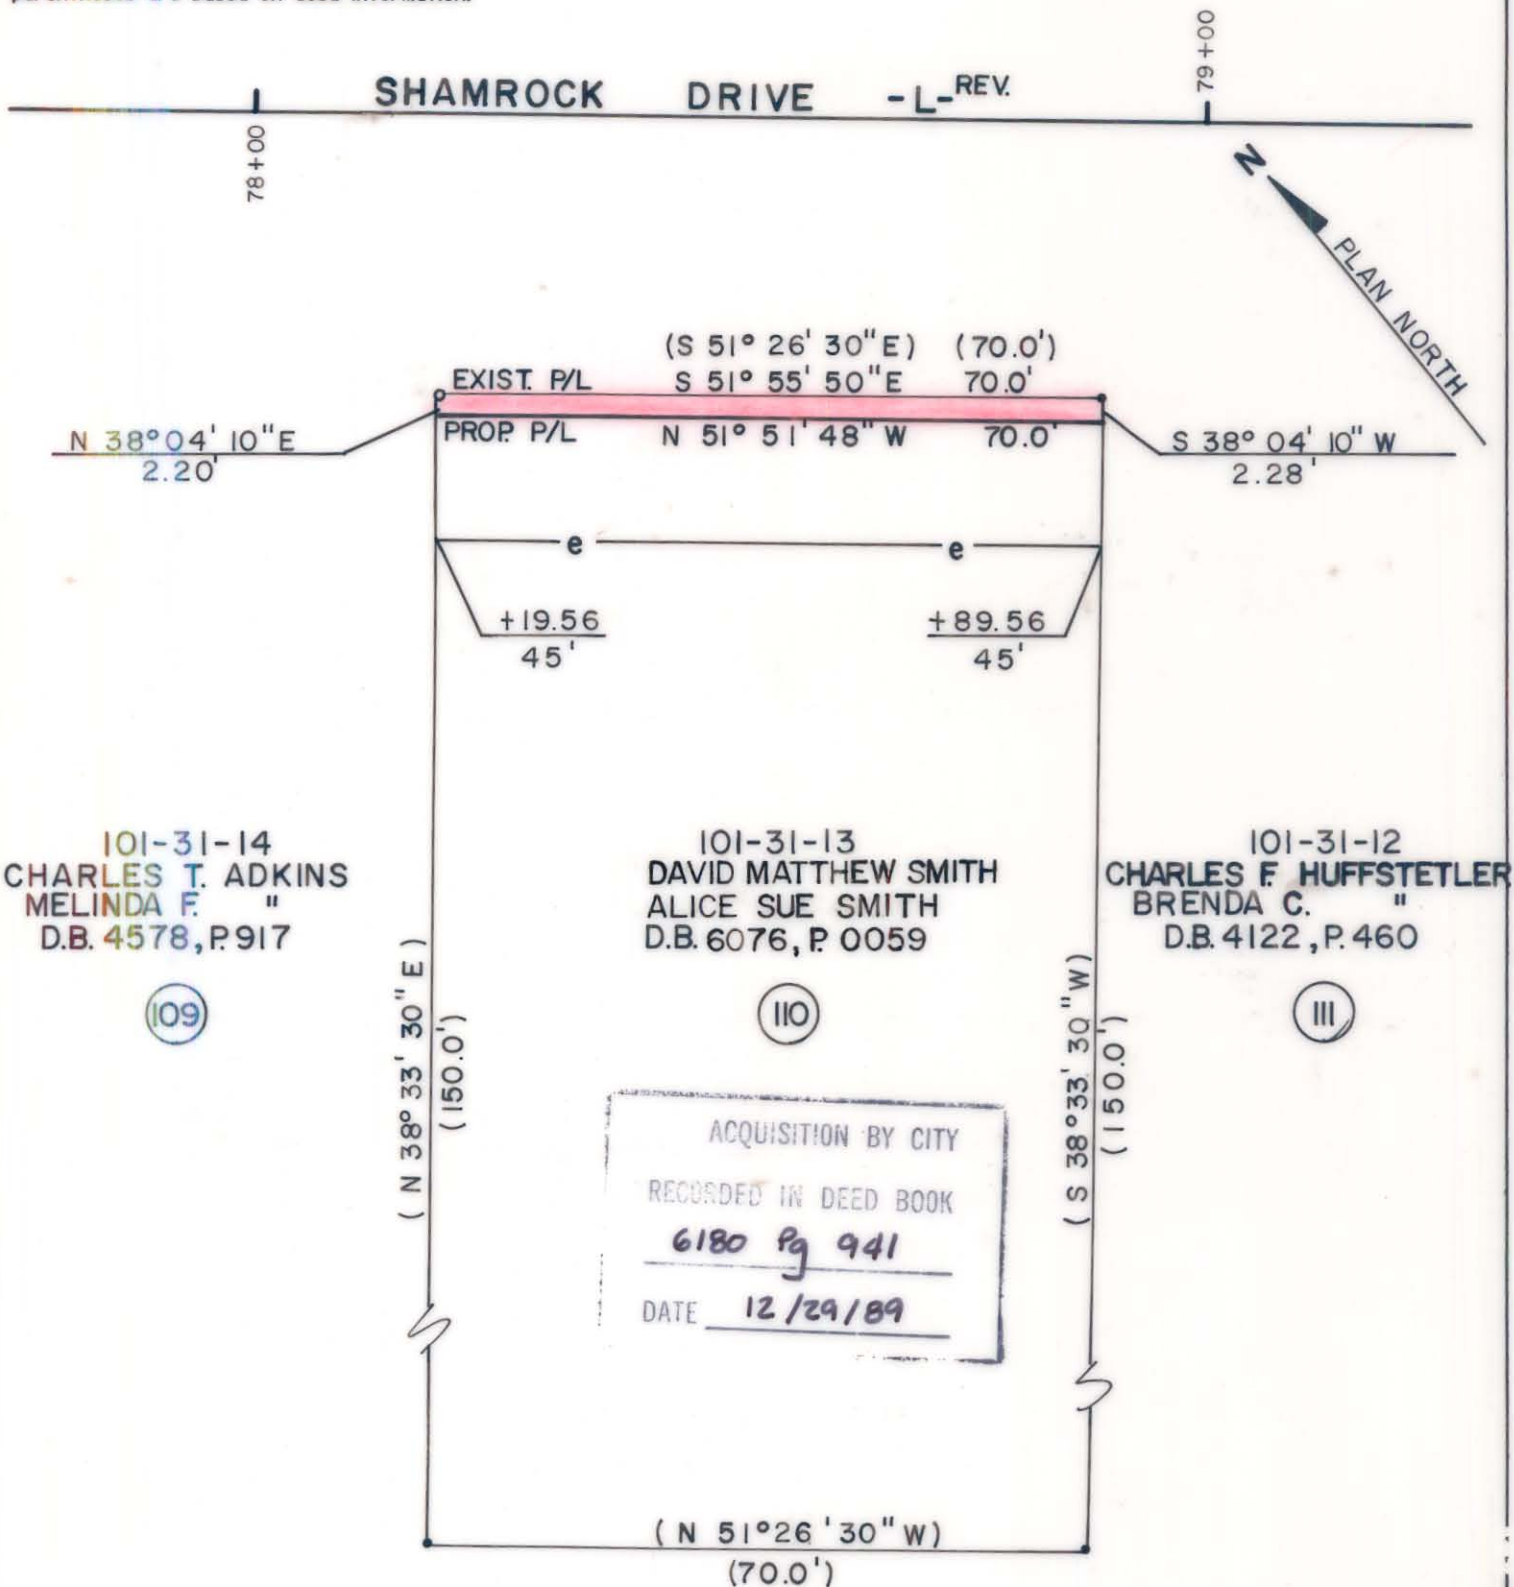 79+00
SHAMROCK DRIVE -L- REV.
78+00
N
PLAN NORTH
(S 51° 26' 30" E) (70.0')
EXIST. P/L S 51° 55' 50" E 70.0'
PROP. P/L N 51° 51' 48" W 70.0'
N 38° 04' 10" E
2.20'
S 38° 04' 10" W
2.28'
e e
+19.56
45'
+89.56
45'
101-31-14
CHARLES T. ADKINS
MELINDA F. "
D.B. 4578, P. 917
109
101-31-13
DAVID MATTHEW SMITH
ALICE SUE SMITH
D.B. 6076, P. 0059
110
101-31-12
CHARLES F. HUFFSTETLER
BRENDA C. "
D.B. 4122, P. 460
111
(N 38° 33' 30" E)
(150.0')
(S 38° 33' 30" W)
(150.0')
ACQUISITION BY CITY
RECORDED IN DEED BOOK
6180 Pg 941
DATE 12/29/89
(N 51° 26' 30" W)
(70.0')